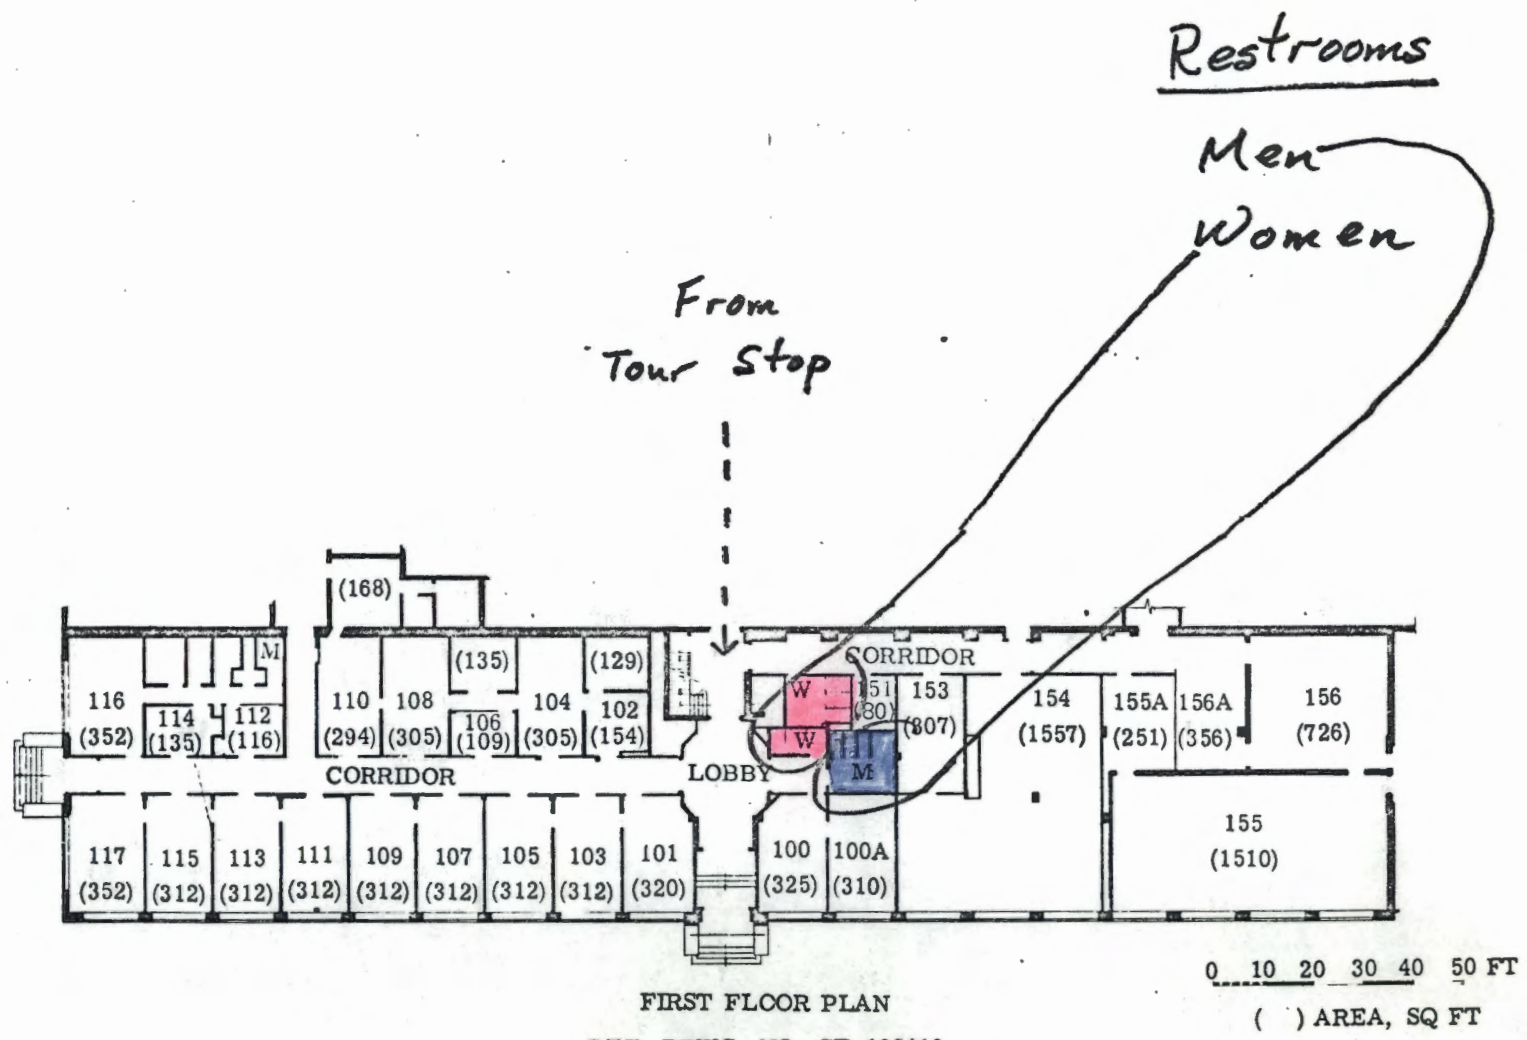 Restrooms
Men
Women
From
Tour Stop
(168)
M
(135)
(129)
CORRIDOR
W
151
(80)
153
(307)
116
(352)
114
(135)
112
(116)
110
(294)
108
(305)
106
(109)
104
(305)
102
(154)
154
(1557)
155A
(251)
156A
(356)
156
(726)
W
M
CORRIDOR
LOBBY
117
(352)
115
(312)
113
(312)
111
(312)
109
(312)
107
(312)
105
(312)
103
(312)
101
(320)
100
(325)
100A
(310)
155
(1510)
0 10 20 30 40 50 FT
( ) AREA, SQ FT
FIRST FLOOR PLAN